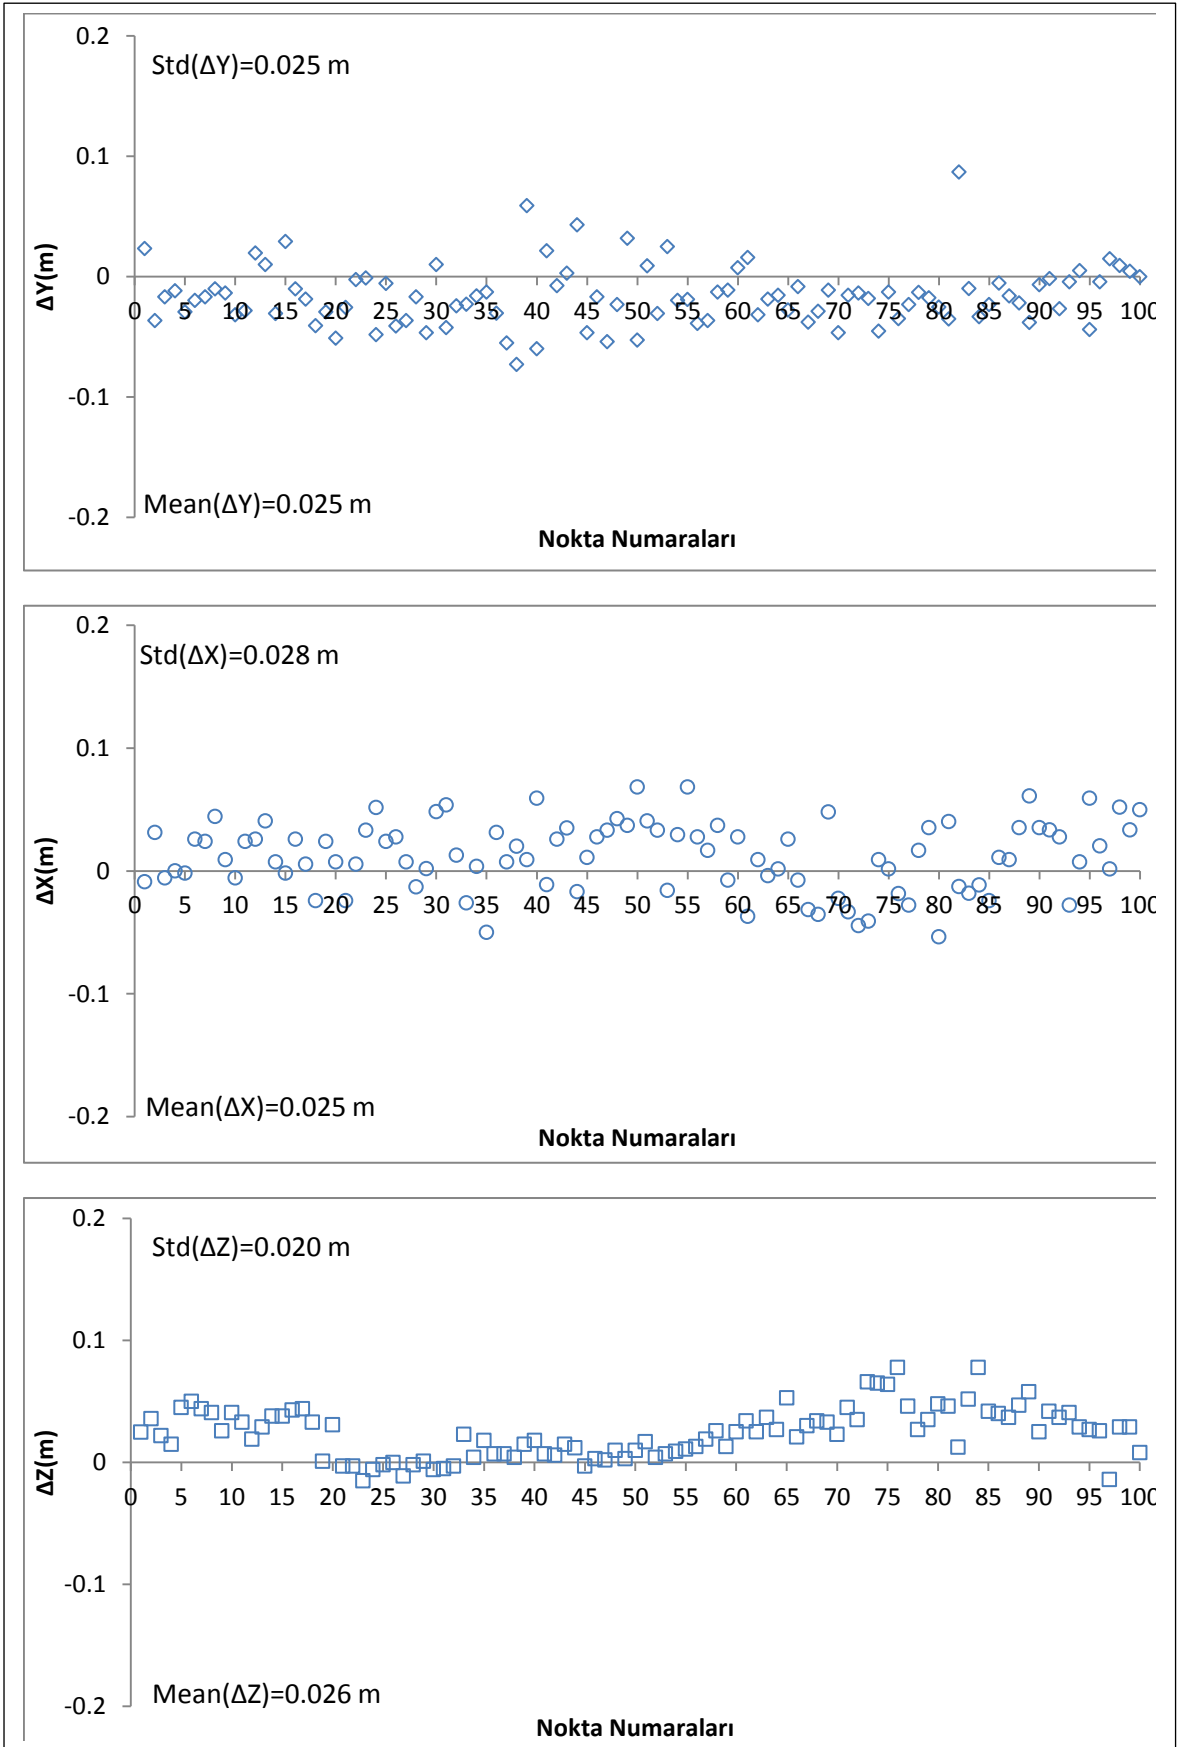 0.2
Std(ΔY)=0.025 m
0.1
ΔY(m)
0
0 5 10 15 20 25 30 35 40 45 50 55 60 65 70 75 80 85 90 95 100
-0.1
Mean(ΔY)=0.025 m
-0.2
Nokta Numaraları
0.2
Std(ΔX)=0.028 m
0.1
ΔX(m)
0
0 5 10 15 20 25 30 35 40 45 50 55 60 65 70 75 80 85 90 95 100
-0.1
Mean(ΔX)=0.025 m
-0.2
Nokta Numaraları
0.2
Std(ΔZ)=0.020 m
0.1
ΔZ(m)
0
0 5 10 15 20 25 30 35 40 45 50 55 60 65 70 75 80 85 90 95 100
-0.1
Mean(ΔZ)=0.026 m
-0.2
Nokta Numaraları